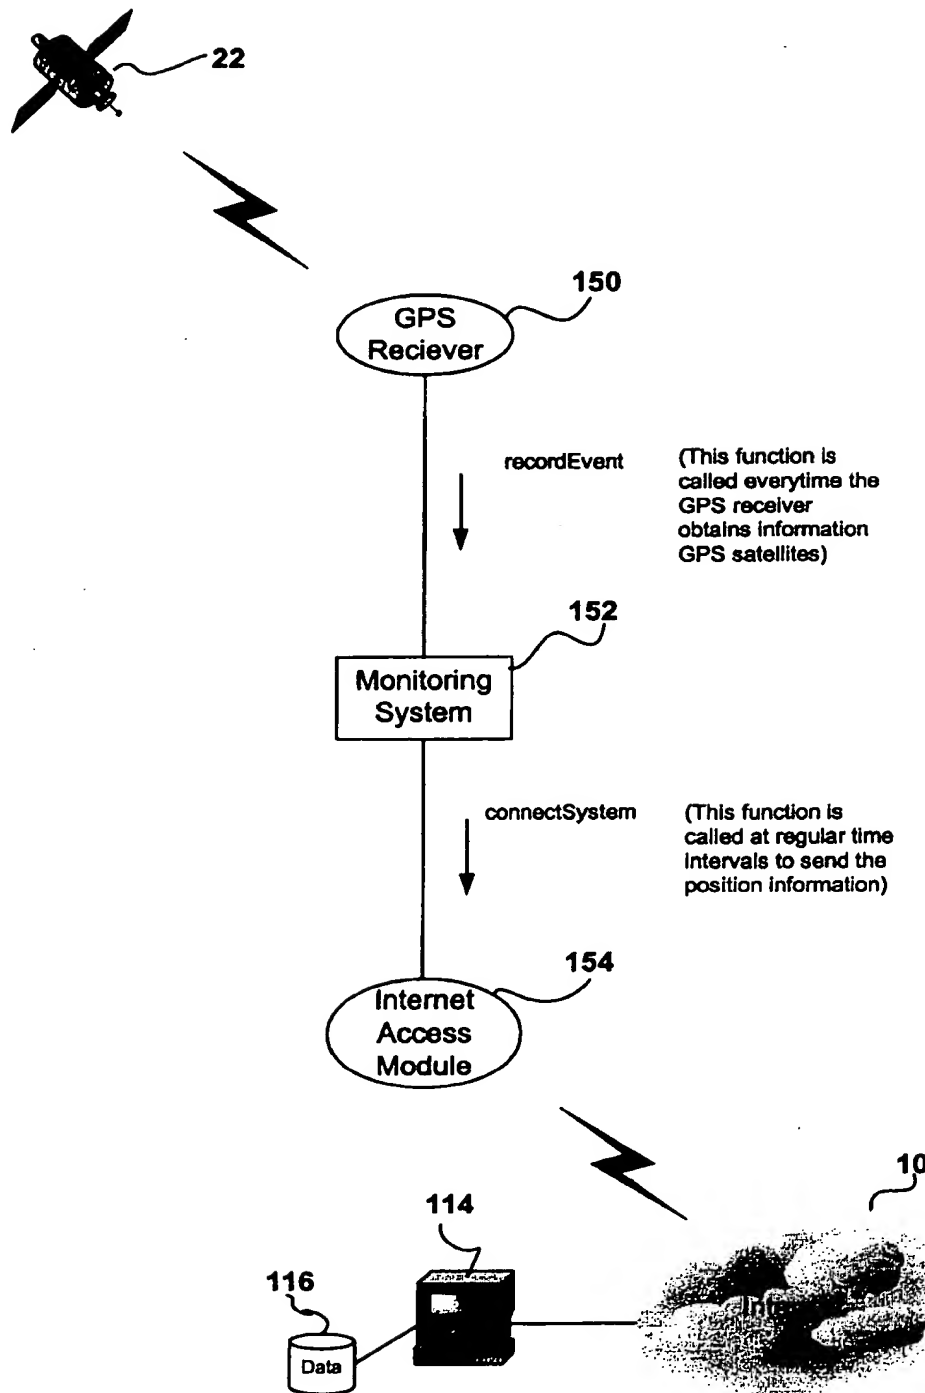 22
150
GPS
Reciever
recordEvent
(This function is
called everytime the
GPS receiver
obtains information
GPS satellites)
152
Monitoring
System
connectSystem
(This function is
called at regular time
intervals to send the
position information)
154
Internet
Access
Module
10
114
116
Data